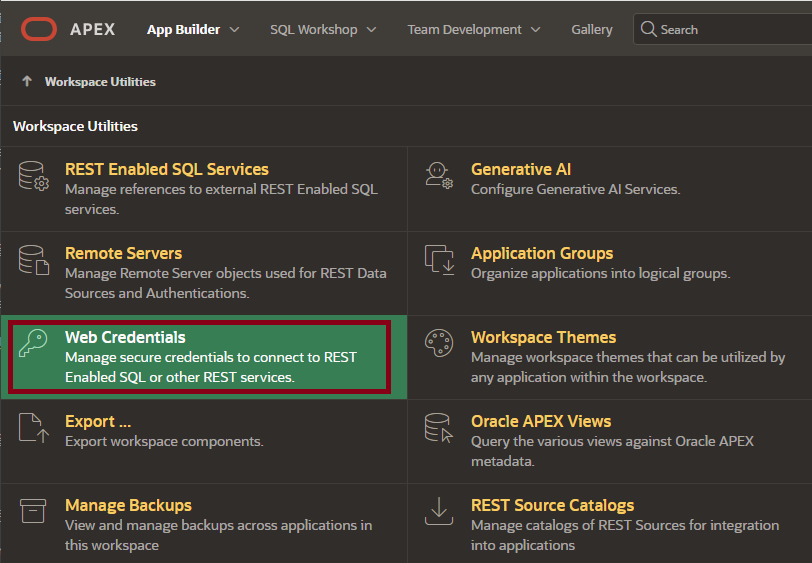 APEX App Builder SQL Workshop Team Development Gallery Search
Workspace Utilities
Workspace Utilities
REST Enabled SQL Services
Manage references to external REST Enabled SQL
services.
Generative AI
Configure Generative AI Services.
Remote Servers
Manage Remote Server objects used for REST Data
Sources and Authentications.
Application Groups
Organize applications into logical groups.
Web Credentials
Manage secure credentials to connect to REST
Enabled SQL or other REST services.
Workspace Themes
Manage workspace themes that can be utilized by
any application within the workspace.
Export ...
Export workspace components.
Oracle APEX Views
Query the various views against Oracle APEX
metadata.
Manage Backups
View and manage backups across applications in
this workspace
REST Source Catalogs
Manage catalogs of REST Sources for integration
into applications